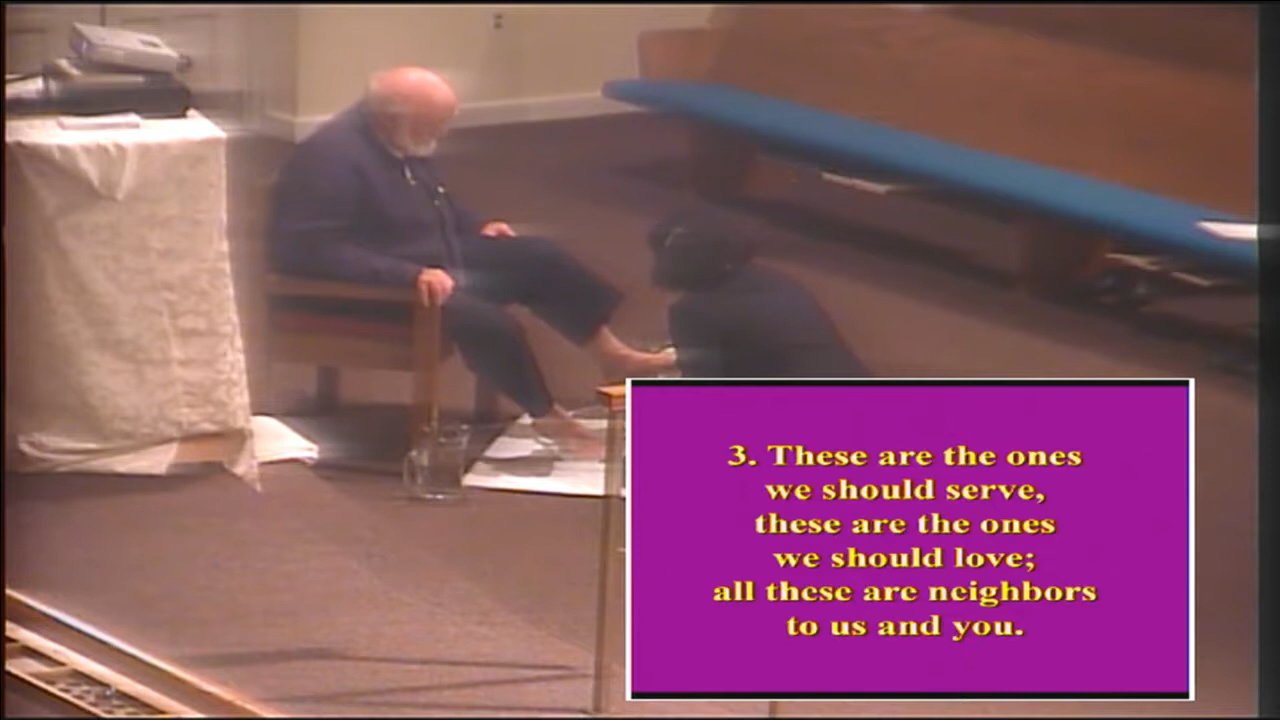 3. These are the ones
we should serve,
these are the ones
we should love;
all these are neighbors
to us and you.